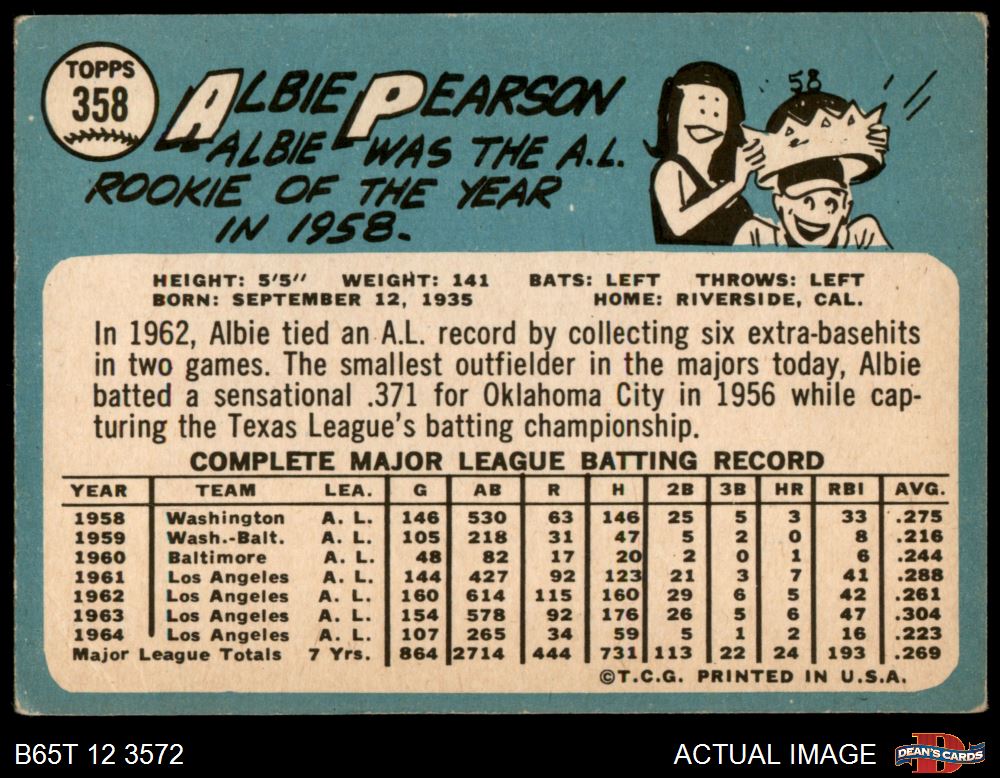 TOPPS
358
ALBIE PEARSON
ALBIE WAS THE A.L.
ROOKIE OF THE YEAR
IN 1958.
58
HEIGHT: 5'5" WEIGHT: 141 BATS: LEFT THROWS: LEFT
BORN: SEPTEMBER 12, 1935 HOME: RIVERSIDE, CAL.
In 1962, Albie tied an A.L. record by collecting six extra-basehits
in two games. The smallest outfielder in the majors today, Albie
batted a sensational .371 for Oklahoma City in 1956 while cap-
turing the Texas League's batting championship.
COMPLETE MAJOR LEAGUE BATTING RECORD
YEAR TEAM LEA. G AB R H 2B 3B HR RBI AVG.
1958 Washington A. L. 146 530 63 146 25 5 3 33 .275
1959 Wash.-Balt. A. L. 105 218 31 47 5 2 0 8 .216
1960 Baltimore A. L. 48 82 17 20 2 0 1 6 .244
1961 Los Angeles A. L. 144 427 92 123 21 3 7 41 .288
1962 Los Angeles A. L. 160 614 115 160 29 6 5 42 .261
1963 Los Angeles A. L. 154 578 92 176 26 5 6 47 .304
1964 Los Angeles A. L. 107 265 34 59 5 1 2 16 .223
Major League Totals 7 Yrs. 864 2714 444 731 113 22 24 193 .269
©T.C.G. PRINTED IN U.S.A.
B65T 12 3572 ACTUAL IMAGE
DEAN'S CARDS